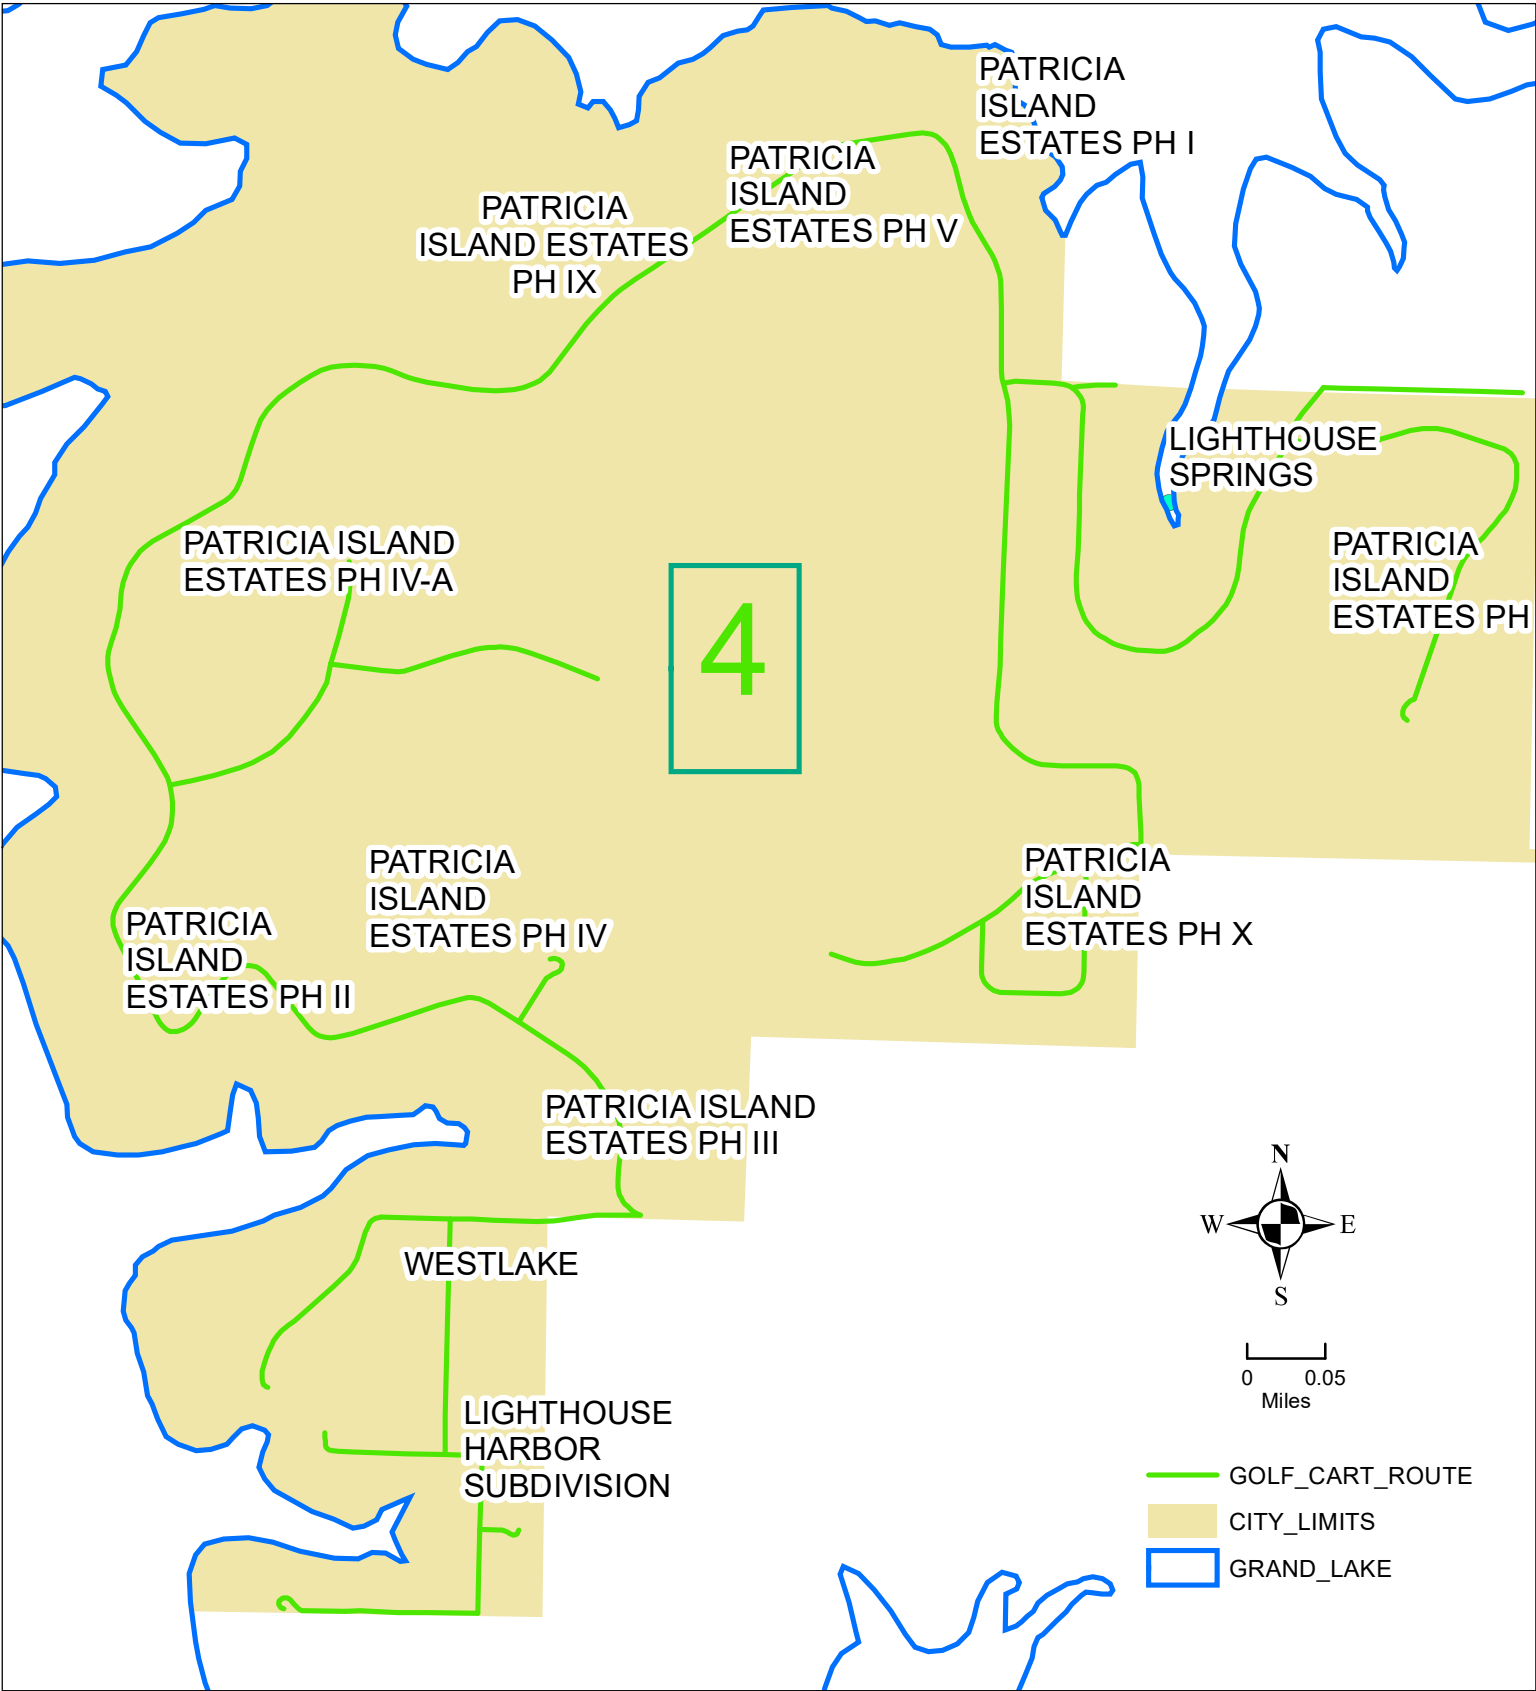 PATRICIA
ISLAND
ESTATES PH I
PATRICIA
ISLAND
ESTATES PH V
PATRICIA
ISLAND ESTATES
PH IX
LIGHTHOUSE
SPRINGS
PATRICIA ISLAND
ESTATES PH IV-A
PATRICIA
ISLAND
ESTATES PH
4
PATRICIA
ISLAND
ESTATES PH IV
PATRICIA
ISLAND
ESTATES PH X
PATRICIA
ISLAND
ESTATES PH II
PATRICIA ISLAND
ESTATES PH III
N
W
E
S
WESTLAKE
0
0.05
Miles
LIGHTHOUSE
HARBOR
SUBDIVISION
GOLF_CART_ROUTE
CITY_LIMITS
GRAND_LAKE